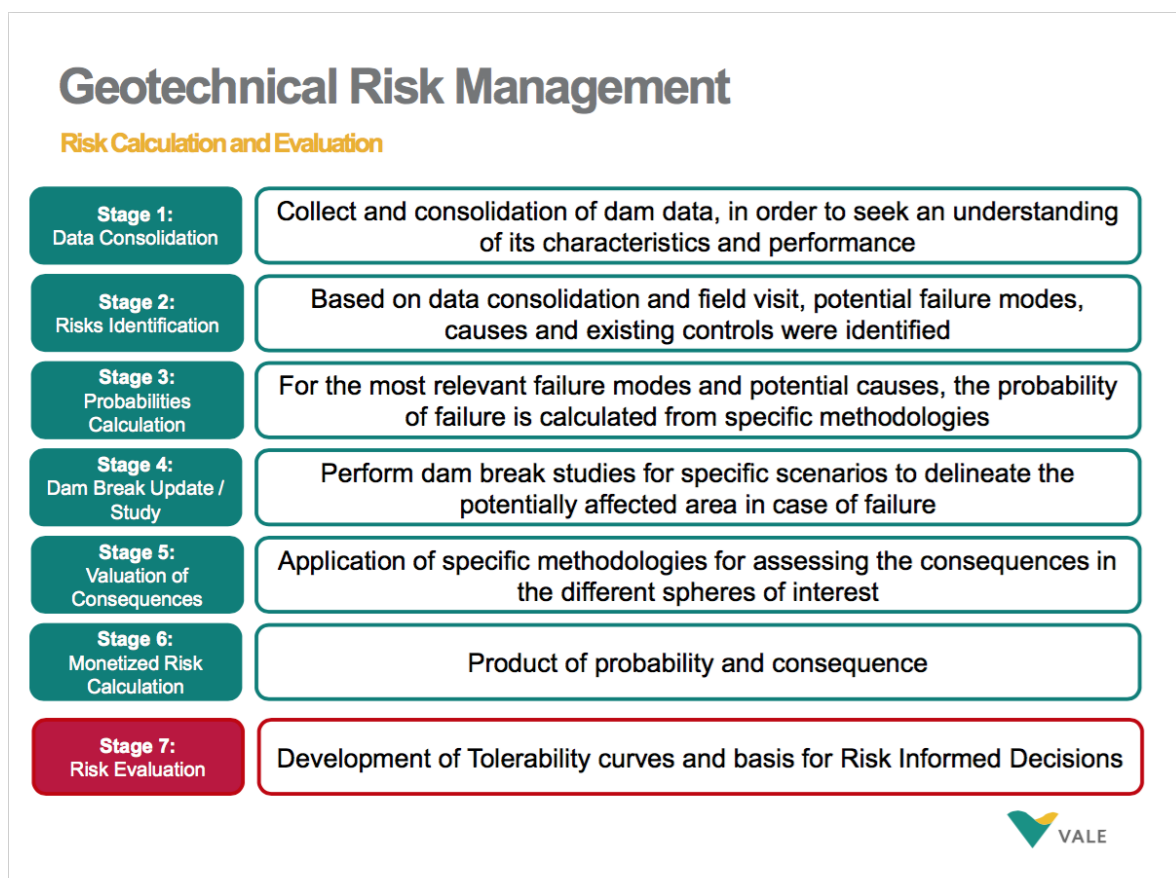 Geotechnical Risk Management
Risk Calculation and Evaluation
Stage 1:
Data Consolidation
Collect and consolidation of dam data, in order to seek an understanding
of its characteristics and performance
Stage 2:
Risks Identification
Based on data consolidation and field visit, potential failure modes,
causes and existing controls were identified
Stage 3:
Probabilities
Calculation
For the most relevant failure modes and potential causes, the probability
of failure is calculated from specific methodologies
Stage 4:
Dam Break Update /
Study
Perform dam break studies for specific scenarios to delineate the
potentially affected area in case of failure
Stage 5:
Valuation of
Consequences
Application of specific methodologies for assessing the consequences in
the different spheres of interest
Stage 6:
Monetized Risk
Calculation
Product of probability and consequence
Stage 7:
Risk Evaluation
Development of Tolerability curves and basis for Risk Informed Decisions
VALE